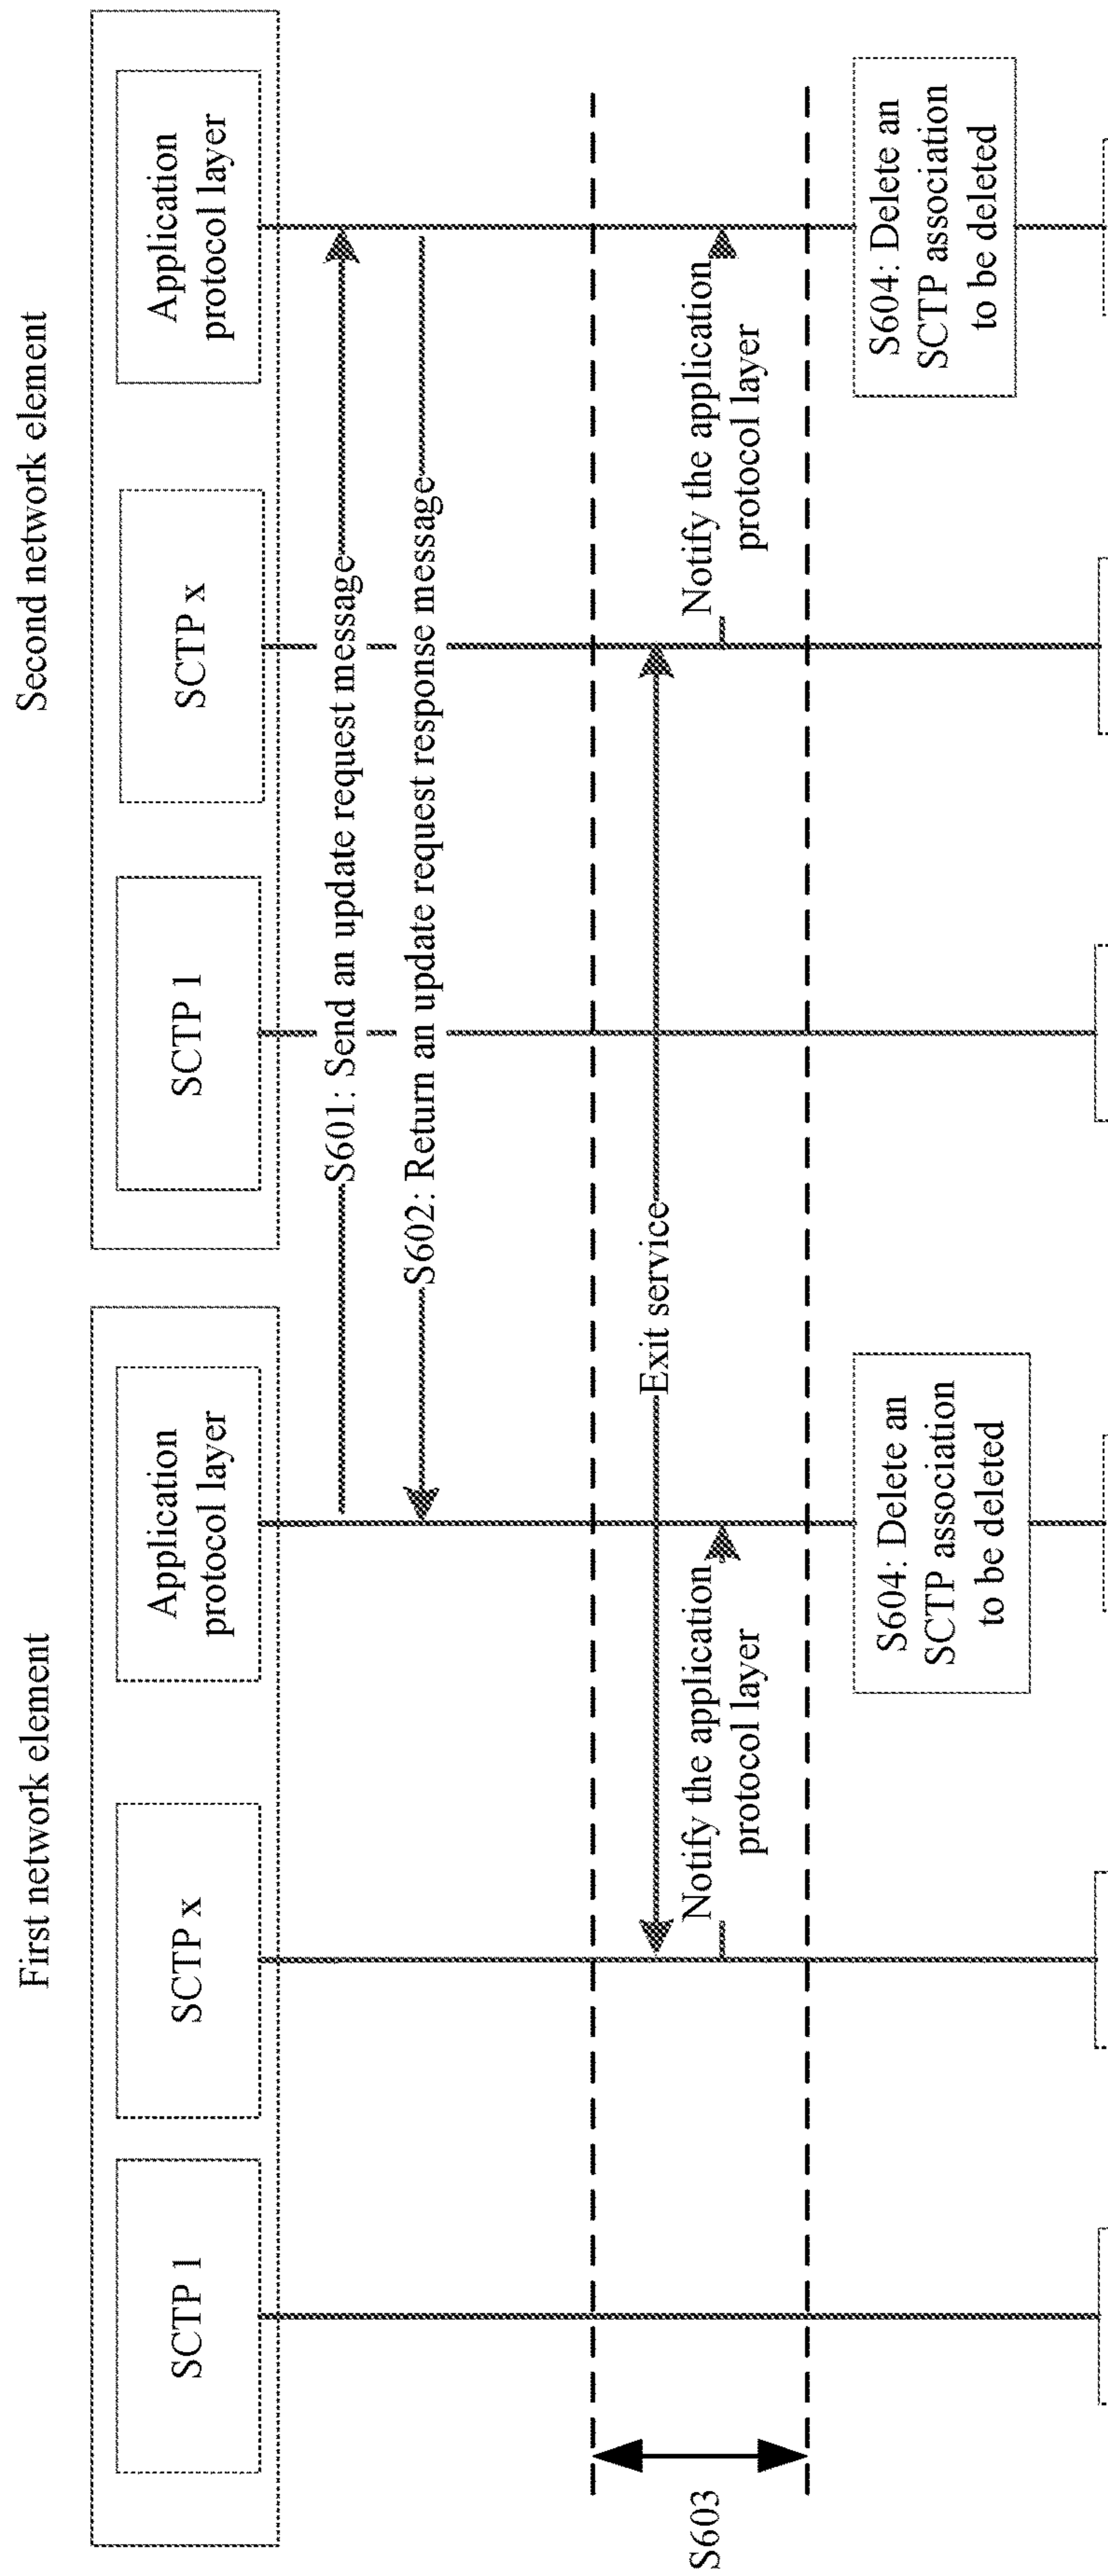 First network element
Second network element
SCTP 1
SCTP x
Application
protocol layer
SCTP 1
SCTP x
Application
protocol layer
S601: Send an update request message
S602: Return an update request response message
S603
Exit service
Notify the application
protocol layer
Notify the application
protocol layer
S604: Delete an
SCTP association
to be deleted
S604: Delete an
SCTP association
to be deleted